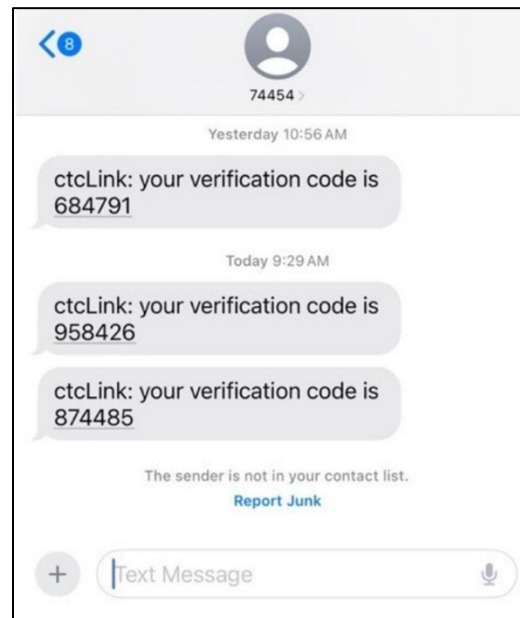 8
74454
Yesterday 10:56 AM
ctcLink: your verification code is
684791
Today 9:29 AM
ctcLink: your verification code is
958426
ctcLink: your verification code is
874485
The sender is not in your contact list.
Report Junk
Text Message